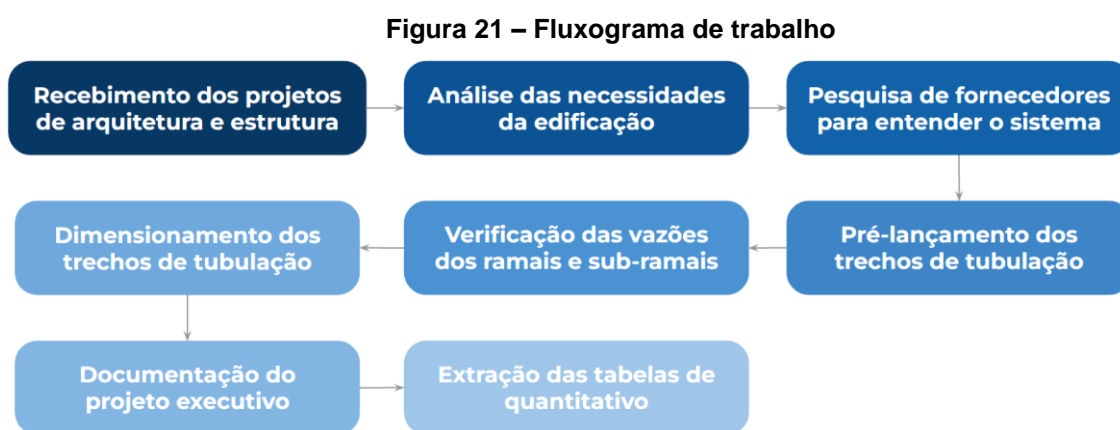 Figura 21 – Fluxograma de trabalho
Recebimento dos projetos
de arquitetura e estrutura
Análise das necessidades
da edificação
Pesquisa de fornecedores
para entender o sistema
Pré-lançamento dos
trechos de tubulação
Verificação das vazões
dos ramais e sub-ramais
Dimensionamento dos
trechos de tubulação
Documentação do
projeto executivo
Extração das tabelas de
quantitativo